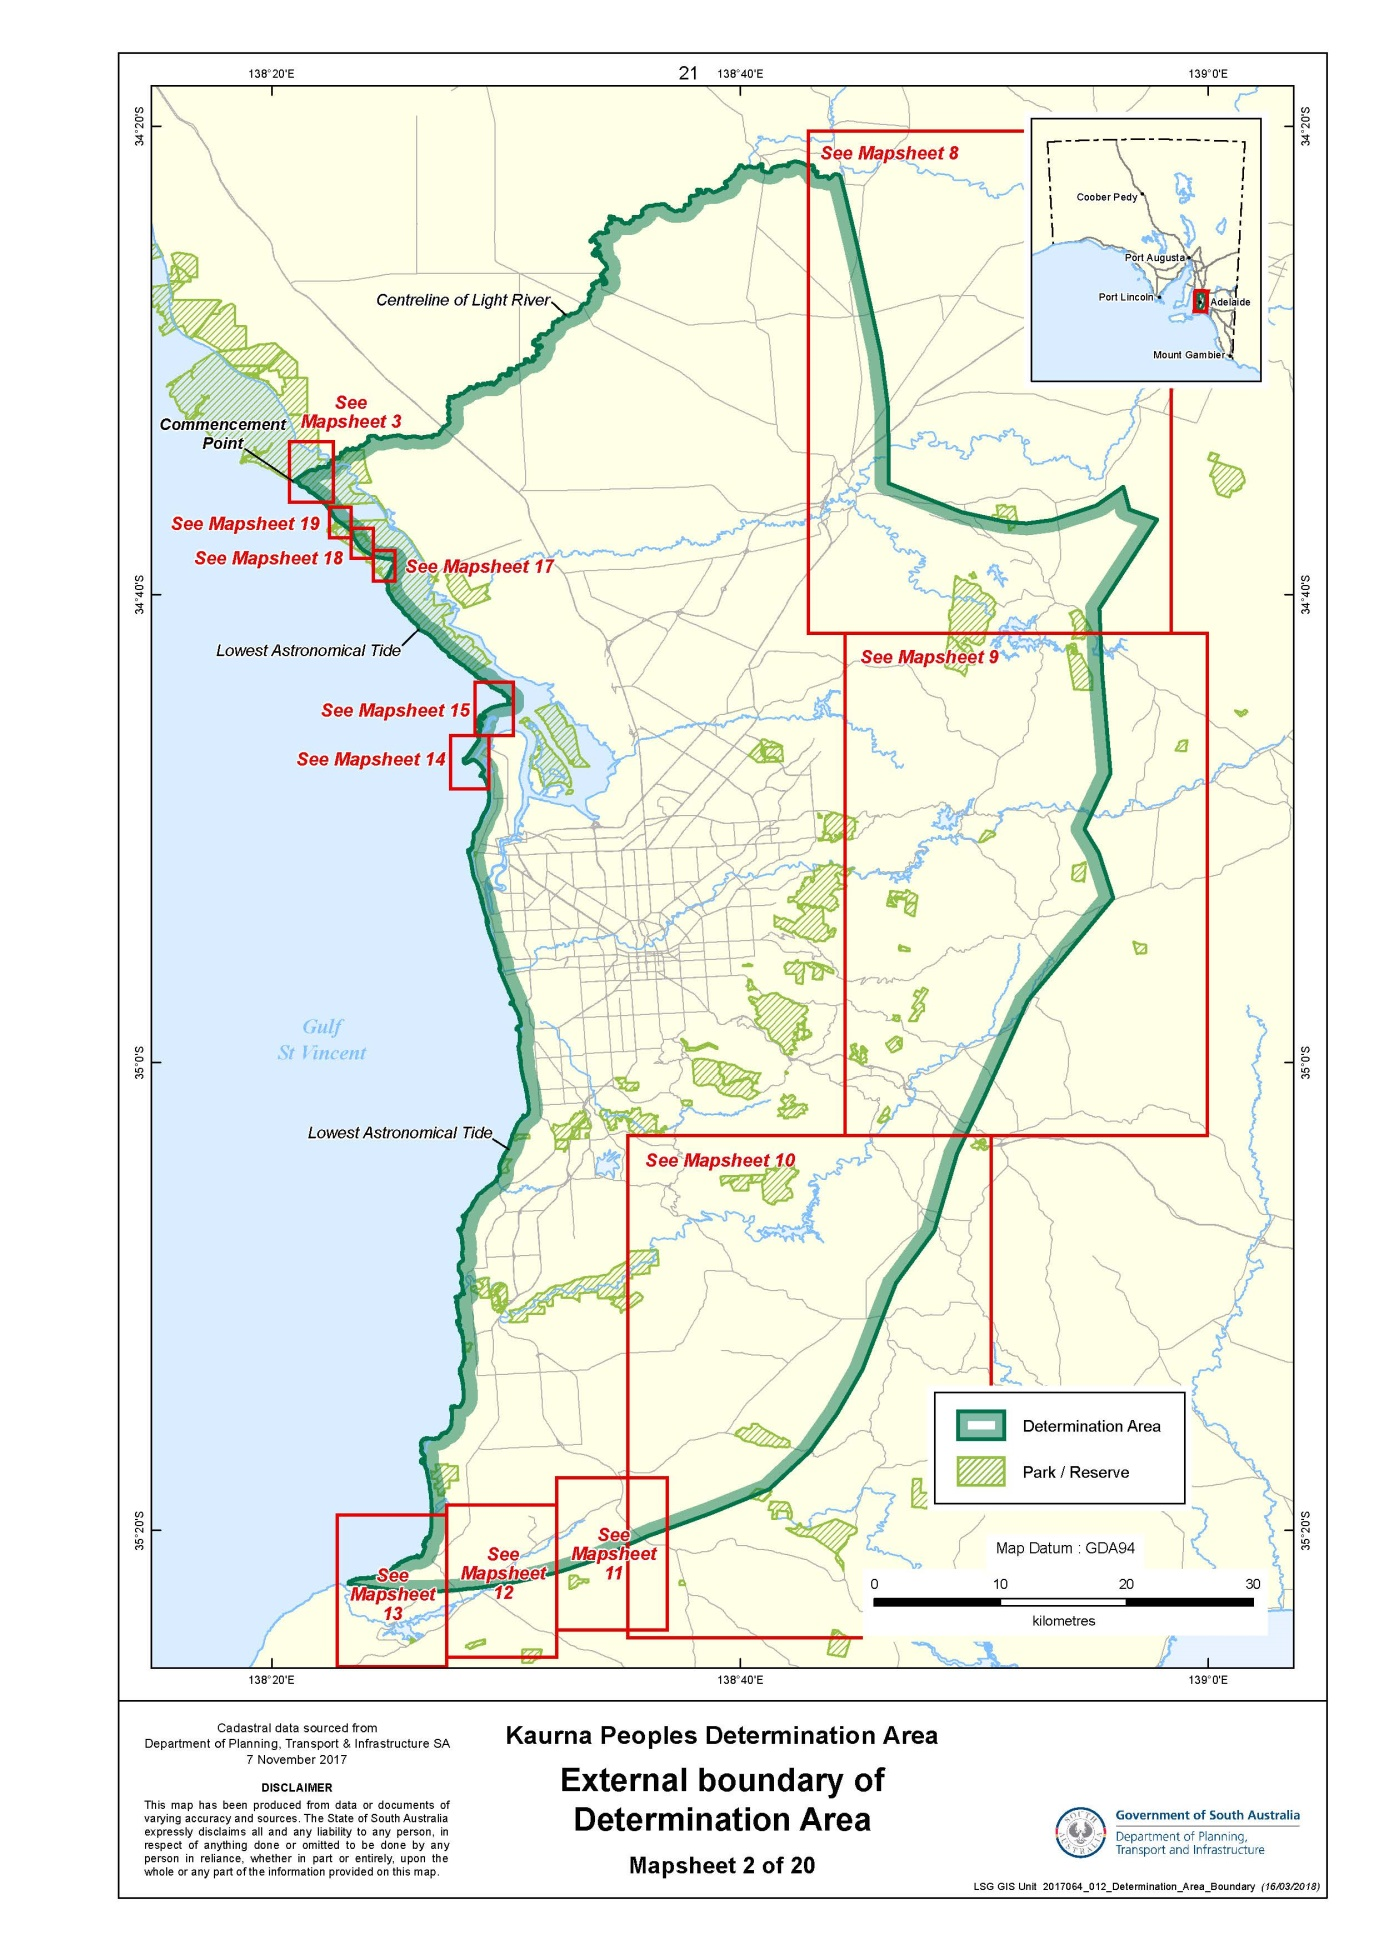 21
138°20'E
138°40'E
139°0'E
34°20'S
34°20'S
See Mapsheet 8
Coober Pedy
Port Augusta
Port Lincoln
Adelaide
Mount Gambier
Centreline of Light River
See
Mapsheet 3
Commencement
Point
See Mapsheet 19
See Mapsheet 18
See Mapsheet 17
34°40'S
34°40'S
Lowest Astronomical Tide
See Mapsheet 9
See Mapsheet 15
See Mapsheet 14
Gulf
St Vincent
35°0'S
35°0'S
Lowest Astronomical Tide
See Mapsheet 10
Determination Area
Park / Reserve
35°20'S
35°20'S
See
Mapsheet
11
See
Mapsheet
12
See
Mapsheet
13
Map Datum : GDA94
0
10
20
30
kilometres
138°20'E
138°40'E
139°0'E
Cadastral data sourced from
Department of Planning, Transport & Infrastructure SA
7 November 2017
DISCLAIMER
This map has been produced from data or documents of
varying accuracy and sources. The State of South Australia
expressly disclaims all and any liability to any person, in
respect of anything done or omitted to be done by any
person in reliance, whether in part or entirely, upon the
whole or any part of the information provided on this map.
Kaurna Peoples Determination Area
External boundary of
Determination Area
Mapsheet 2 of 20
SOUTH
AUSTRALIA
Government of South Australia
Department of Planning,
Transport and Infrastructure
LSG GIS Unit 2017064_012_Determination_Area_Boundary (16/03/2018)